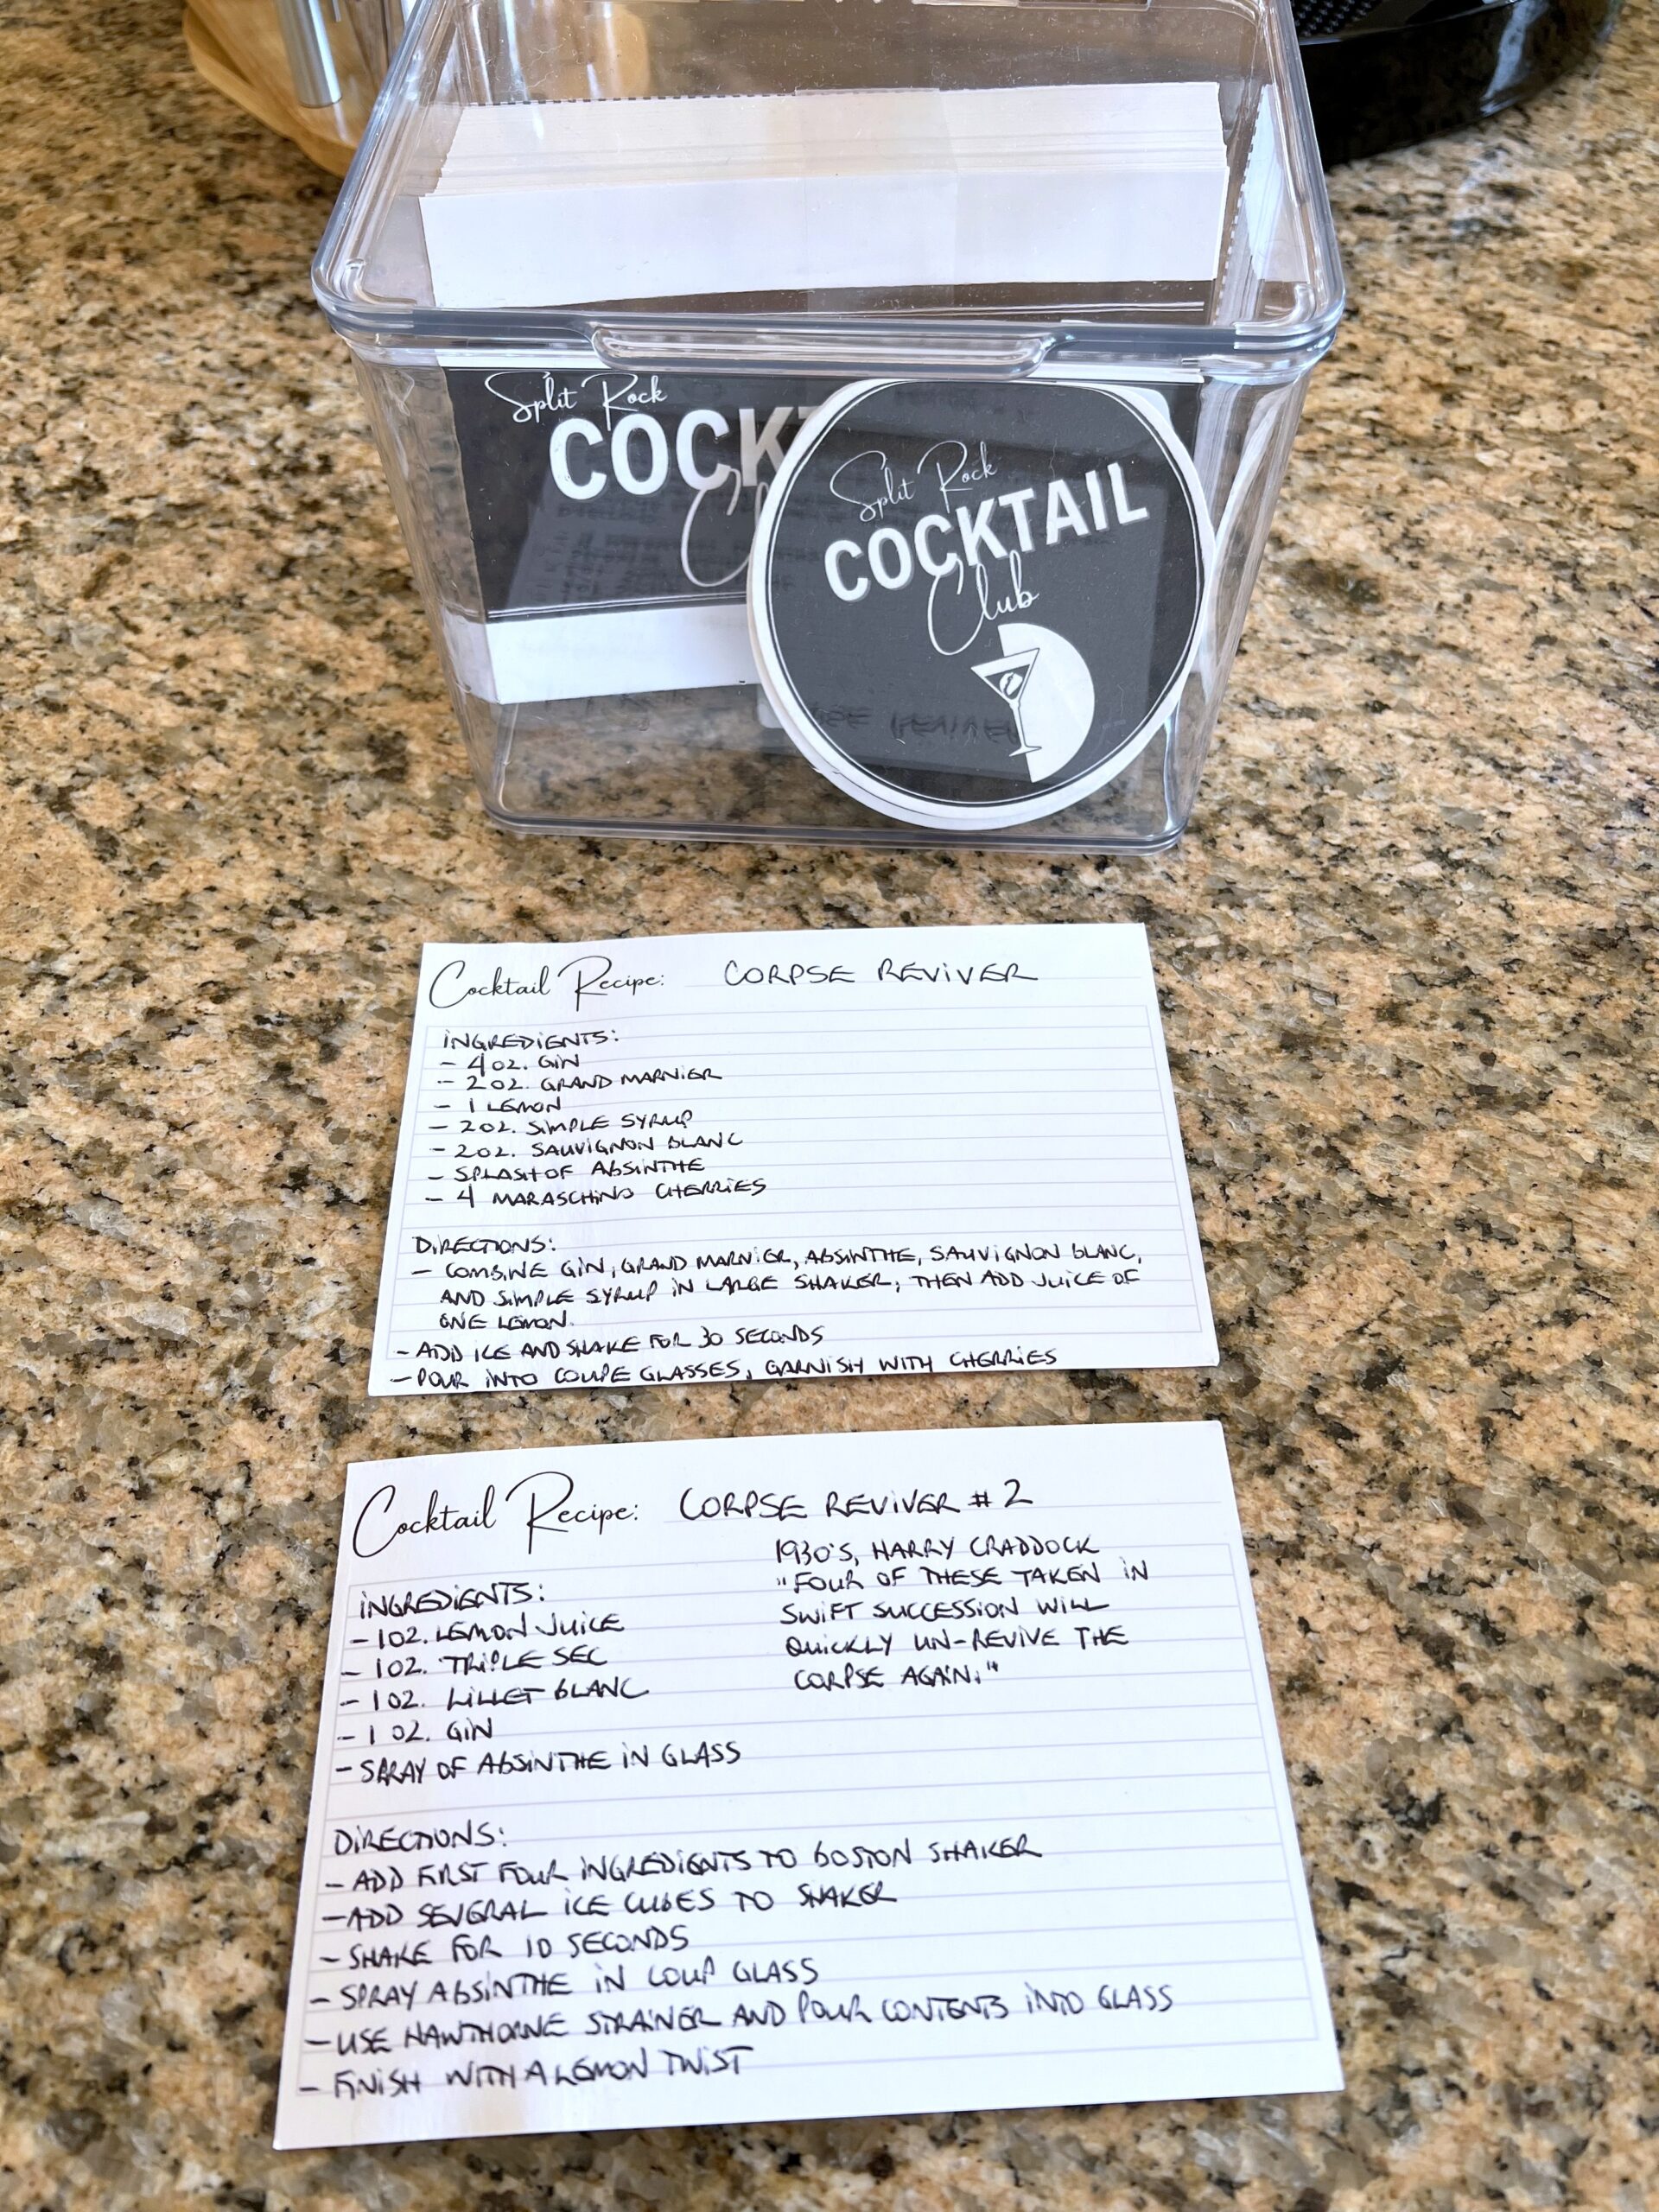 Split Rock
COCK
Cl
Split Rock
COCKTAIL
Club
Cocktail Recipe: CORPSE REVIVER
INGREDIENTS:
- 4 OZ. GIN
- 2 OZ. GRAND MARNIER
- 1 LEMON
- 2 OZ. SIMPLE SYRUP
- 2 OZ. SAUVIGNON BLANC
- SPLASH OF ABSINTHE
- 4 MARASCHINO CHERRIES
DIRECTIONS:
- COMBINE GIN, GRAND MARNIER, ABSINTHE, SAUVIGNON BLANC,
AND SIMPLE SYRUP IN LARGE SHAKER, THEN ADD JUICE OF
ONE LEMON.
- ADD ICE AND SHAKE FOR 30 SECONDS
- POUR INTO COUPE GLASSES, GARNISH WITH CHERRIES
Cocktail Recipe: CORPSE REVIVER #2
1930'S, HARRY CRADDOCK
"FOUR OF THESE TAKEN IN
SWIFT SUCCESSION WILL
QUICKLY UN-REVIVE THE
CORPSE AGAIN."
INGREDIENTS:
- 1 OZ. LEMON JUICE
- 1 OZ. TRIPLE SEC
- 1 OZ. LILLET BLANC
- 1 OZ. GIN
- SPRAY OF ABSINTHE IN GLASS
DIRECTIONS:
- ADD FIRST FOUR INGREDIENTS TO BOSTON SHAKER
- ADD SEVERAL ICE CUBES TO SHAKER
- SHAKE FOR 10 SECONDS
- SPRAY ABSINTHE IN COUP GLASS
- USE HAWTHORNE STRAINER AND POUR CONTENTS INTO GLASS
- FINISH WITH A LEMON TWIST